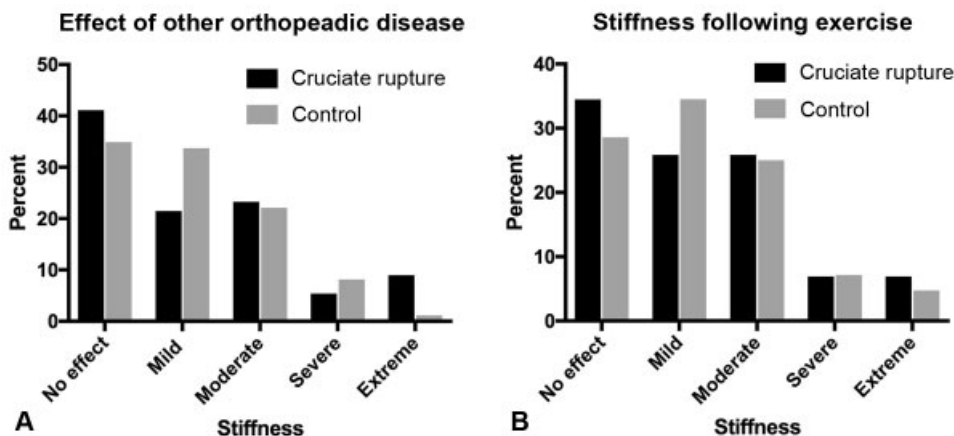 Effect of other orthopeadic disease
50
40
30
20
10
0
Percent
Cruciate rupture
Control
No effect
Mild
Moderate
Severe
Extreme
Stiffness
A
Stiffness following exercise
40
30
20
10
0
Percent
Cruciate rupture
Control
No effect
Mild
Moderate
Severe
Extreme
Stiffness
B